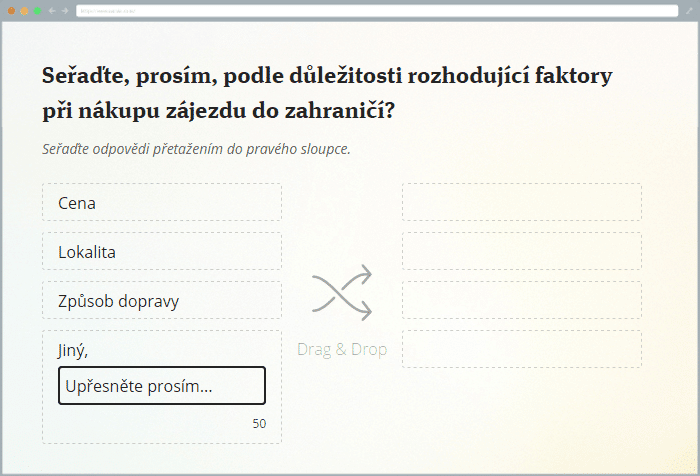 Seřaďte, prosím, podle důležitosti rozhodující faktory
při nákupu zájezdu do zahraničí?
Seřaďte odpovědi přetažením do pravého sloupce.
Cena
Lokalita
Způsob dopravy
Jiný,
Upřesněte prosím...
50
Drag & Drop